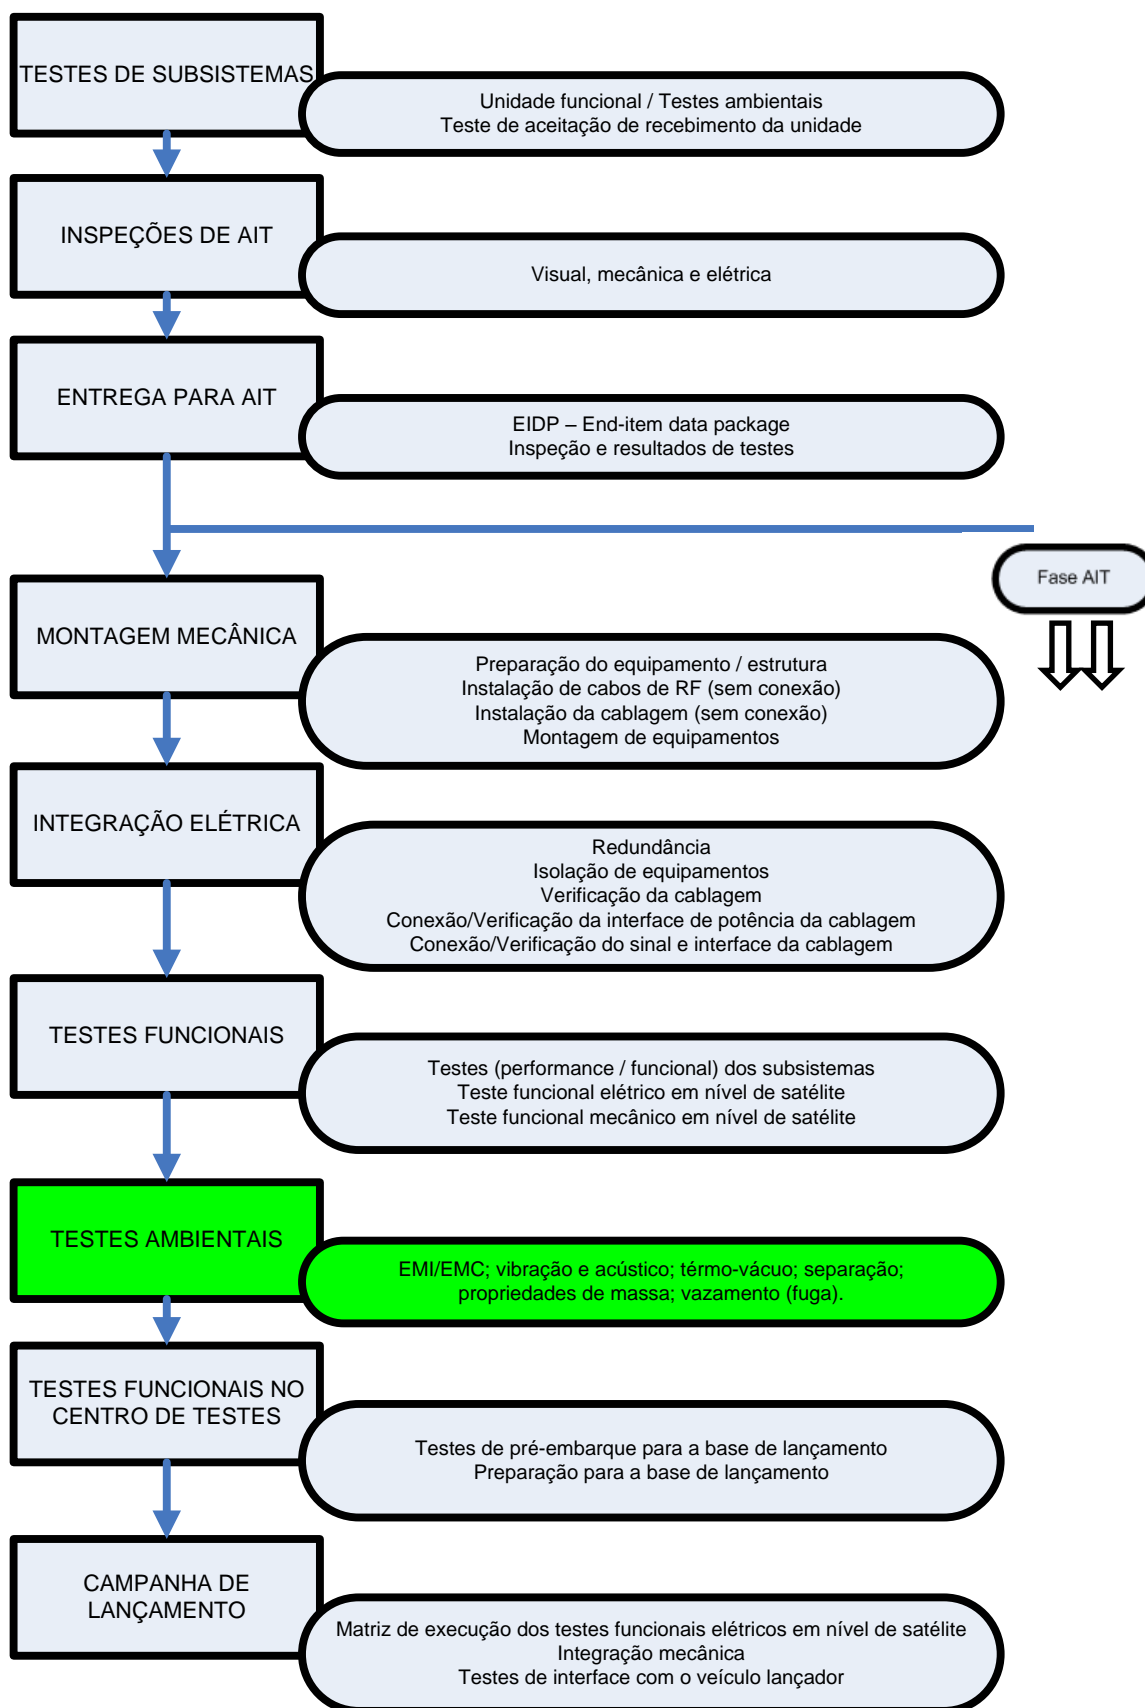 TESTES DE SUBSISTEMAS
Unidade funcional / Testes ambientais
Teste de aceitação de recebimento da unidade
INSPEÇÕES DE AIT
Visual, mecânica e elétrica
ENTREGA PARA AIT
EIDP – End-item data package
Inspeção e resultados de testes
Fase AIT
MONTAGEM MECÂNICA
Preparação do equipamento / estrutura
Instalação de cabos de RF (sem conexão)
Instalação da cablagem (sem conexão)
Montagem de equipamentos
INTEGRAÇÃO ELÉTRICA
Redundância
Isolação de equipamentos
Verificação da cablagem
Conexão/Verificação da interface de potência da cablagem
Conexão/Verificação do sinal e interface da cablagem
TESTES FUNCIONAIS
Testes (performance / funcional) dos subsistemas
Teste funcional elétrico em nível de satélite
Teste funcional mecânico em nível de satélite
TESTES AMBIENTAIS
EMI/EMC; vibração e acústico; térmo-vácuo; separação;
propriedades de massa; vazamento (fuga).
TESTES FUNCIONAIS NO
CENTRO DE TESTES
Testes de pré-embarque para a base de lançamento
Preparação para a base de lançamento
CAMPANHA DE
LANÇAMENTO
Matriz de execução dos testes funcionais elétricos em nível de satélite
Integração mecânica
Testes de interface com o veículo lançador